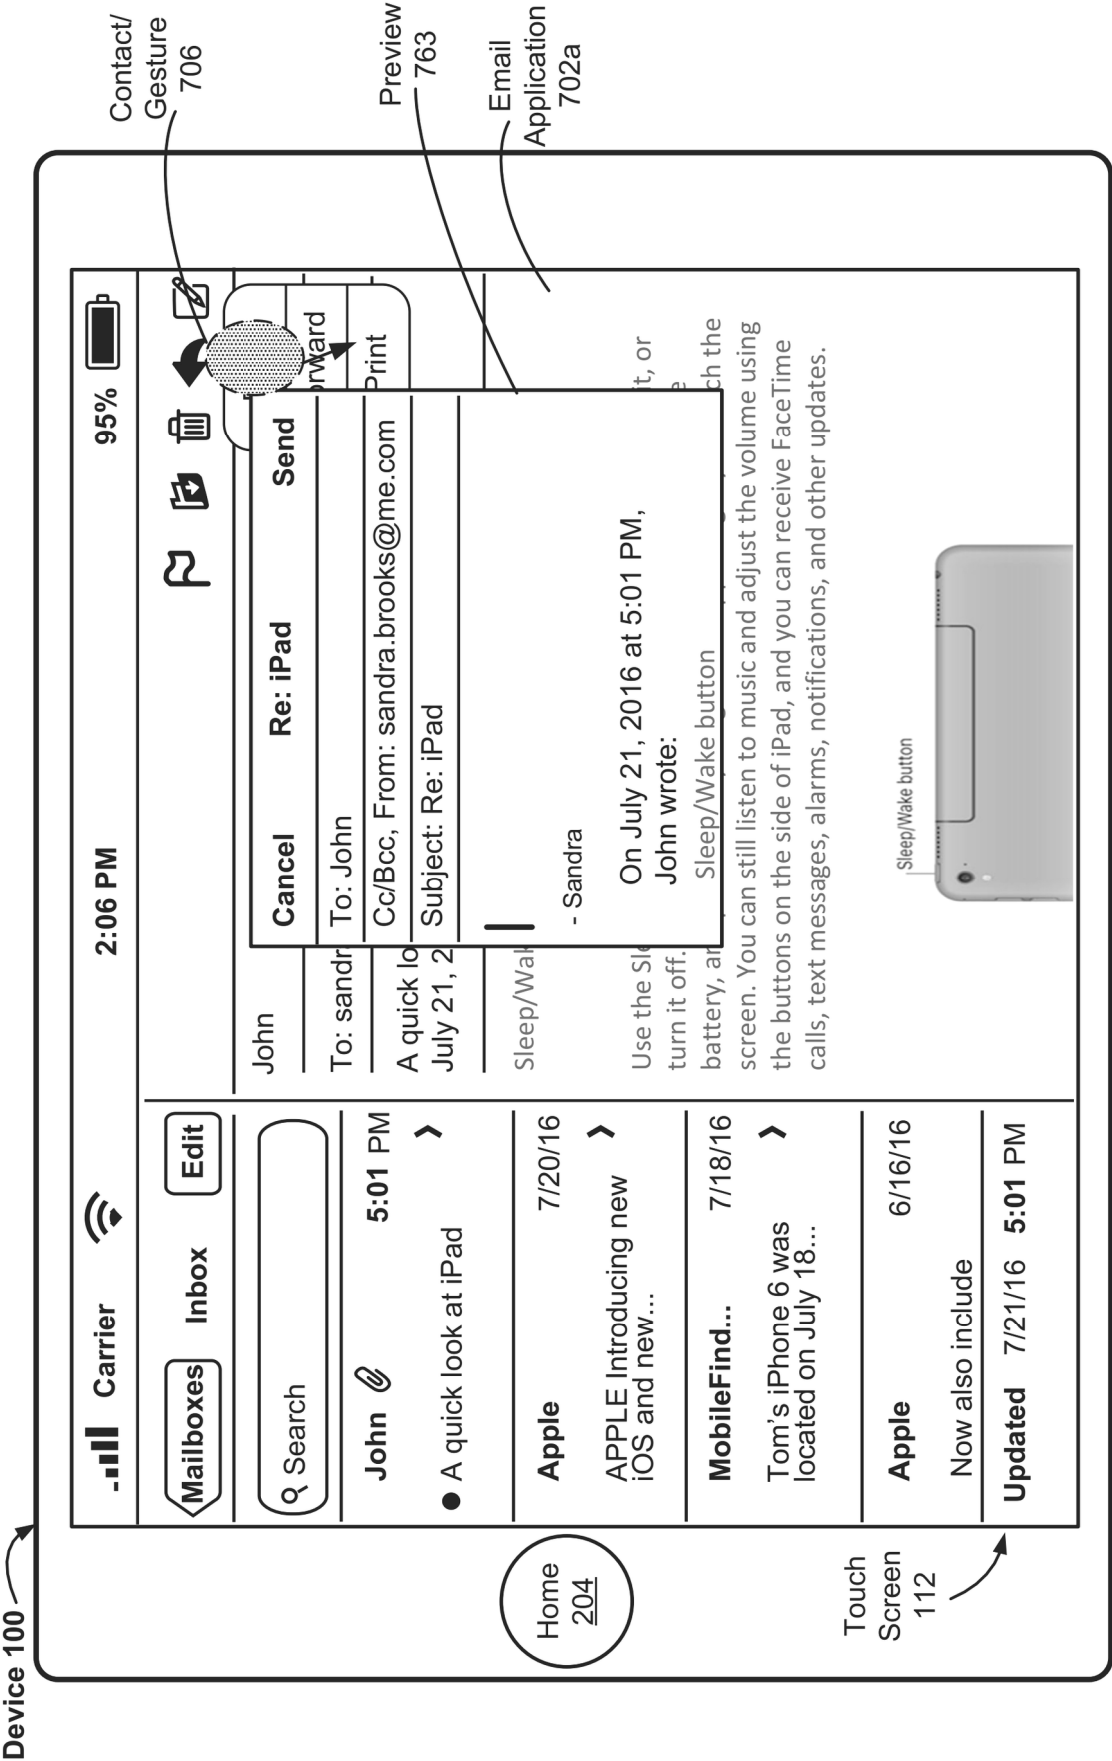 Device 100
Contact/
Gesture
706
Preview
763
Email
Application
702a
Home
204
Touch
Screen
112
Carrier
2:06 PM
95%
Mailboxes
Inbox
Edit
Search
John
5:01 PM
A quick look at iPad
Apple
7/20/16
APPLE Introducing new
iOS and new...
MobileFind...
7/18/16
Tom's iPhone 6 was
located on July 18...
Apple
6/16/16
Now also include
Updated 7/21/16 5:01 PM
John
To: sandr
A quick lo
July 21, 2
Sleep/Wak
orward
Print
Cancel
Re: iPad
Send
To: John
Cc/Bcc, From: sandra.brooks@me.com
Subject: Re: iPad
- Sandra
On July 21, 2016 at 5:01 PM,
John wrote:
Sleep/Wake button
Use the Sle
it, or
turn it off.
e
battery, ar
ch the
screen. You can still listen to music and adjust the volume using
the buttons on the side of iPad, and you can receive FaceTime
calls, text messages, alarms, notifications, and other updates.
Sleep/Wake button